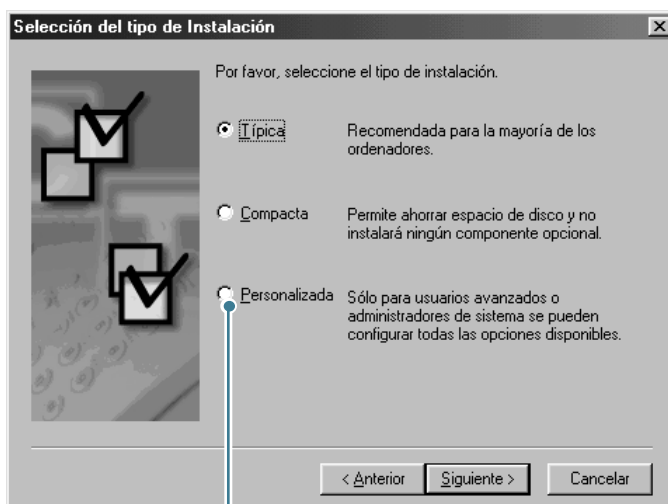 Selección del tipo de Instalación
Por favor, seleccione el tipo de instalación.
Típica
Recomendada para la mayoría de los
ordenadores.
Compacta
Permite ahorrar espacio de disco y no
instalará ningún componente opcional.
Personalizada
Sólo para usuarios avanzados o
administradores de sistema se pueden
configurar todas las opciones disponibles.
< Anterior
Siguiente >
Cancelar